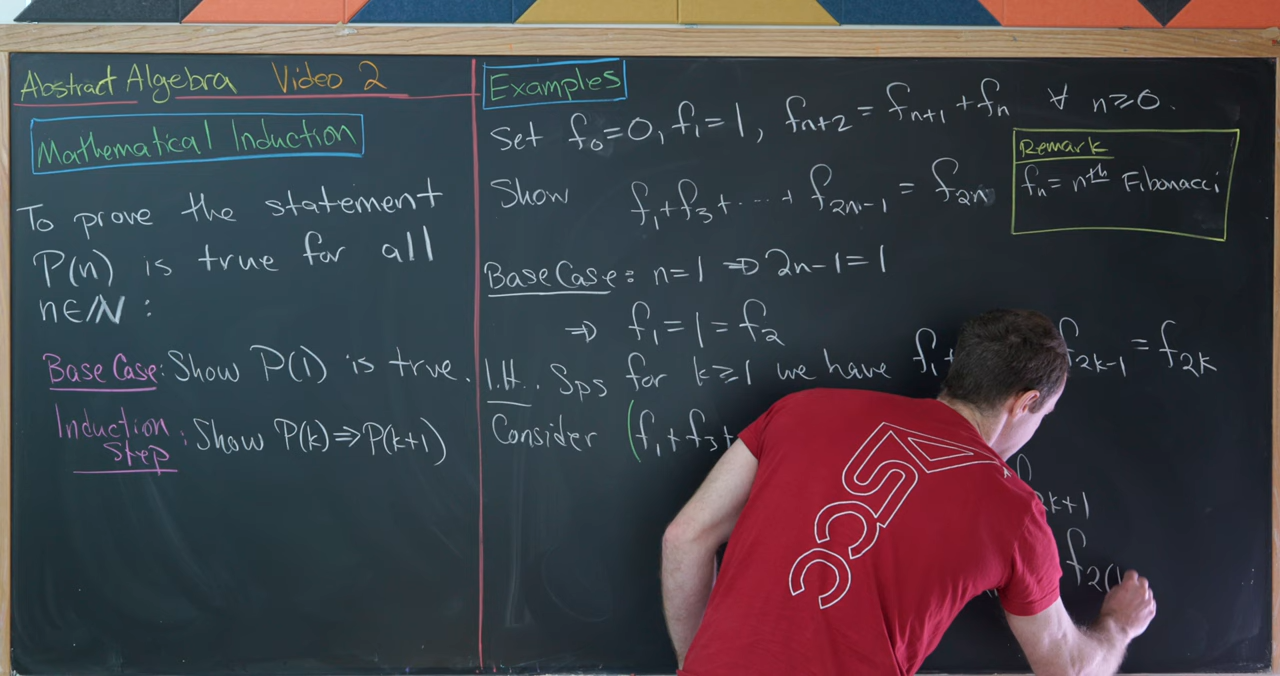 Abstract Algebra Video 2
Mathematical Induction
To prove the statement
P(n) is true for all
n∈ℕ:
Base Case: Show P(1) is true.
Induction Step: Show P(k)⇒P(k+1)
Examples
Set f₀=0, f₁=1, fₙ₊₂=fₙ₊₁+fₙ ∀ n≥0.
Remark
fₙ=nᵗʰ Fibonacci
Show f₁+f₃+⋯+f₂ₙ₋₁=f₂ₙ
Base Case: n=1 ⇒ 2n-1=1
⇒ f₁=1=f₂
I.H.. Sps for k≥1 we have f₁+ f₂ₖ₋₁=f₂ₖ
Consider (f₁+f₃+
k+1
f₂₍